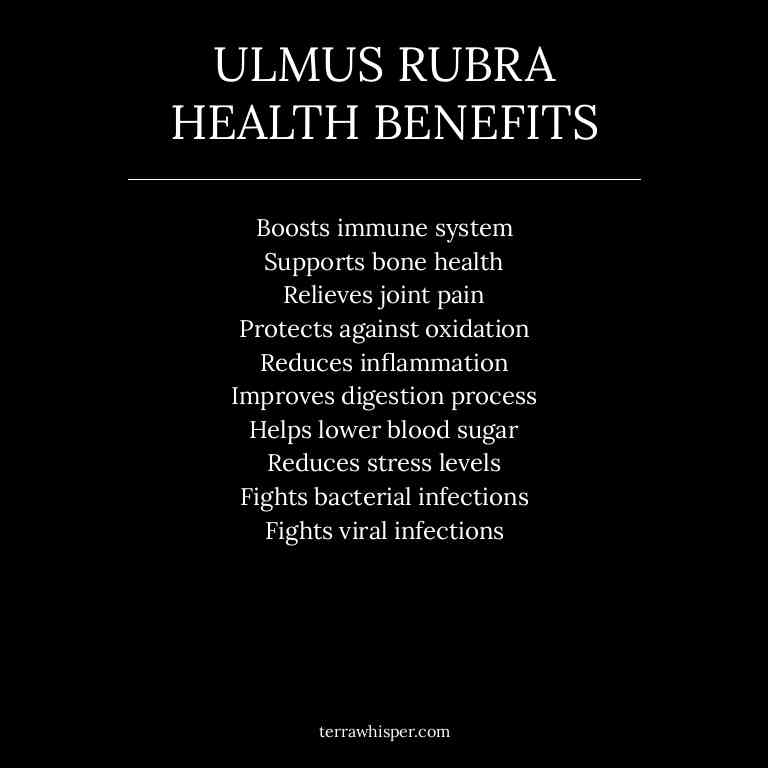 ULMUS RUBRA
HEALTH BENEFITS
Boosts immune system
Supports bone health
Relieves joint pain
Protects against oxidation
Reduces inflammation
Improves digestion process
Helps lower blood sugar
Reduces stress levels
Fights bacterial infections
Fights viral infections
terrawhisper.com